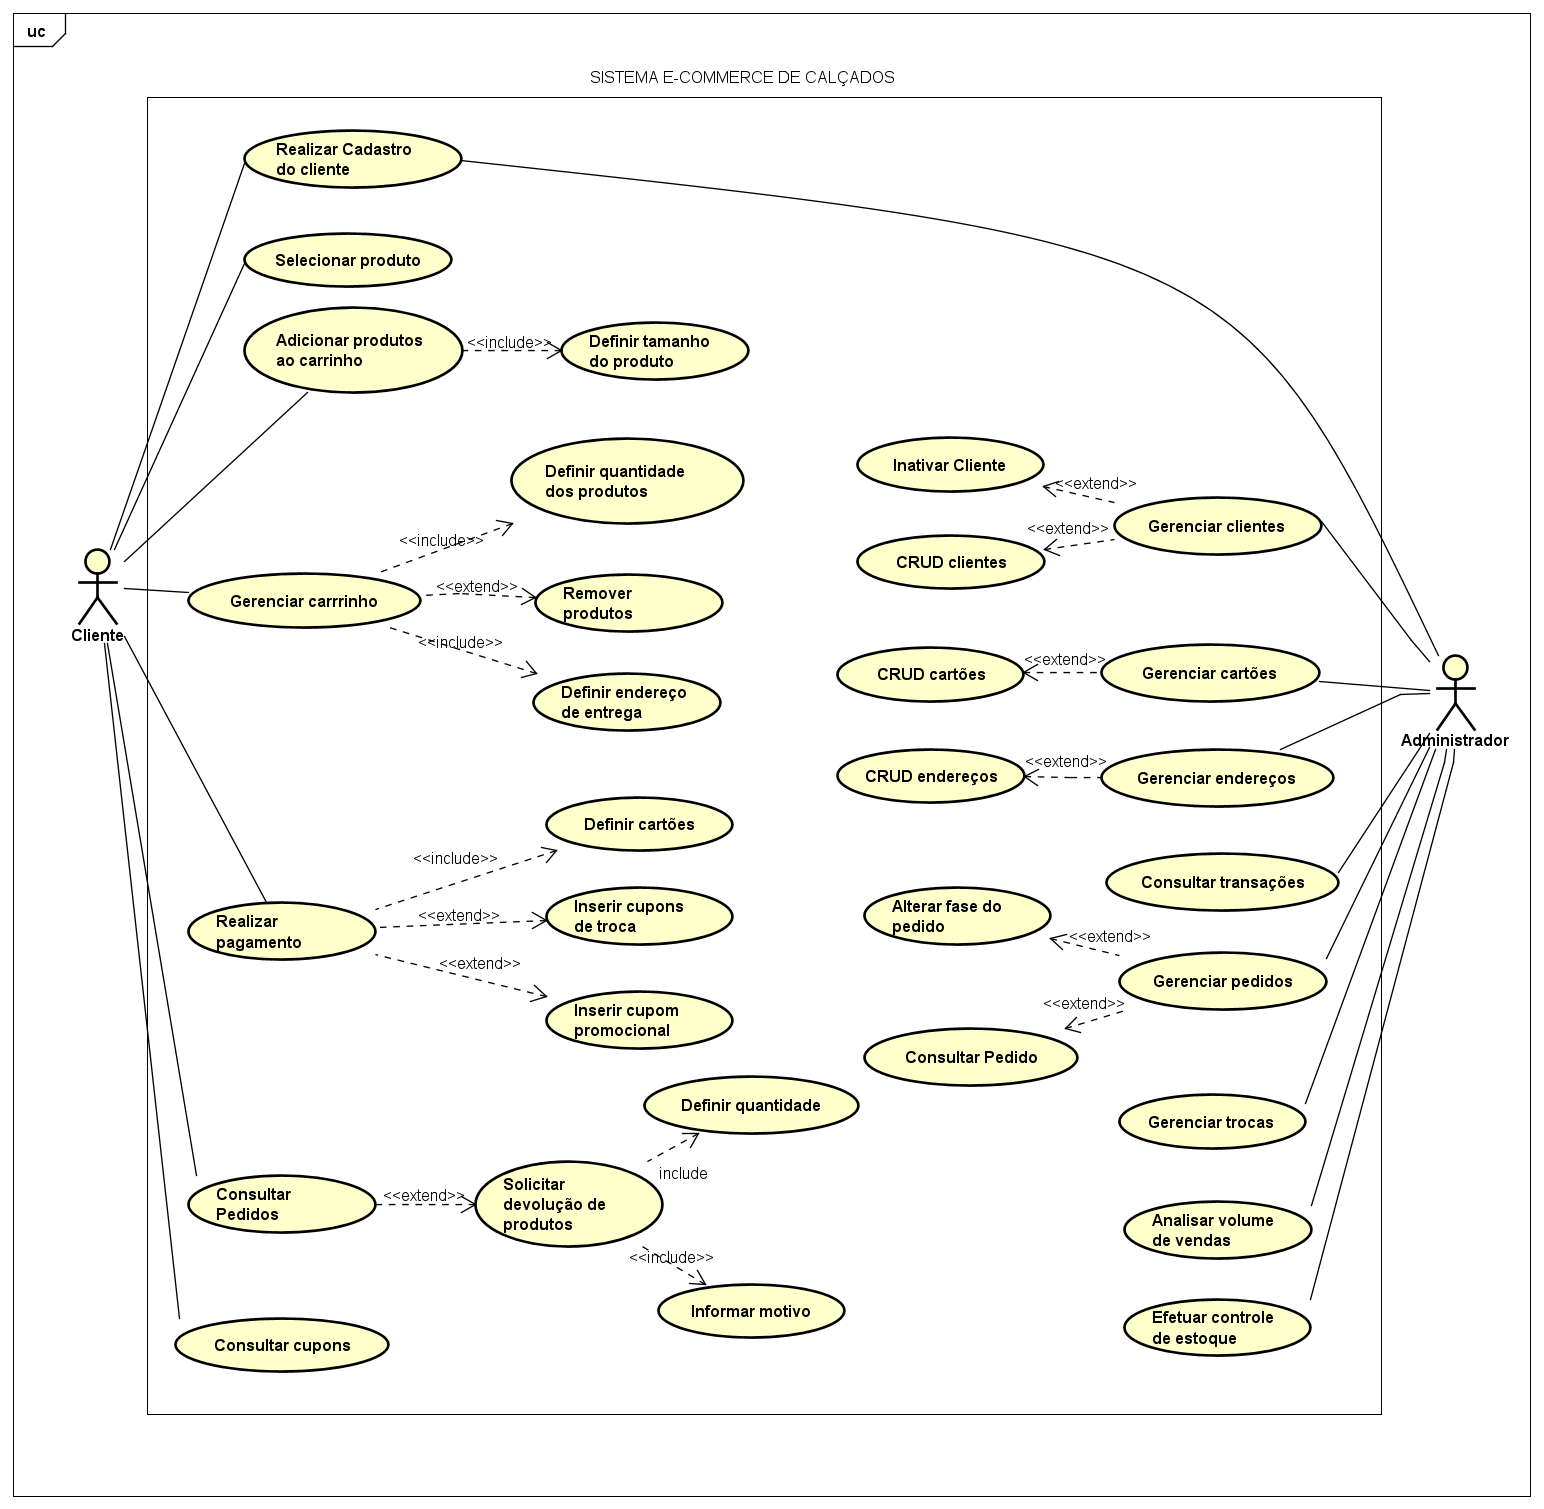 uc
SISTEMA E-COMMERCE DE CALÇADOS
Realizar Cadastro
do cliente
Selecionar produto
Adicionar produtos
ao carrinho
<<include>>
Definir tamanho
do produto
Definir quantidade
dos produtos
<<include>>
Gerenciar carrrinho
<<extend>>
Remover
produtos
<<include>>
Definir endereço
de entrega
Cliente
Inativar Cliente
<<extend>>
Gerenciar clientes
<<extend>>
CRUD clientes
CRUD cartões
<<extend>>
Gerenciar cartões
Administrador
CRUD endereços
<<extend>>
Gerenciar endereços
Definir cartões
<<include>>
Realizar
pagamento
<<extend>>
Inserir cupons
de troca
<<extend>>
Inserir cupom
promocional
Consultar transações
Alterar fase do
pedido
<<extend>>
Gerenciar pedidos
<<extend>>
Consultar Pedido
Definir quantidade
include
Consultar
Pedidos
<<extend>>
Solicitar
devolução de
produtos
<<include>>
Informar motivo
Consultar cupons
Gerenciar trocas
Analisar volume
de vendas
Efetuar controle
de estoque